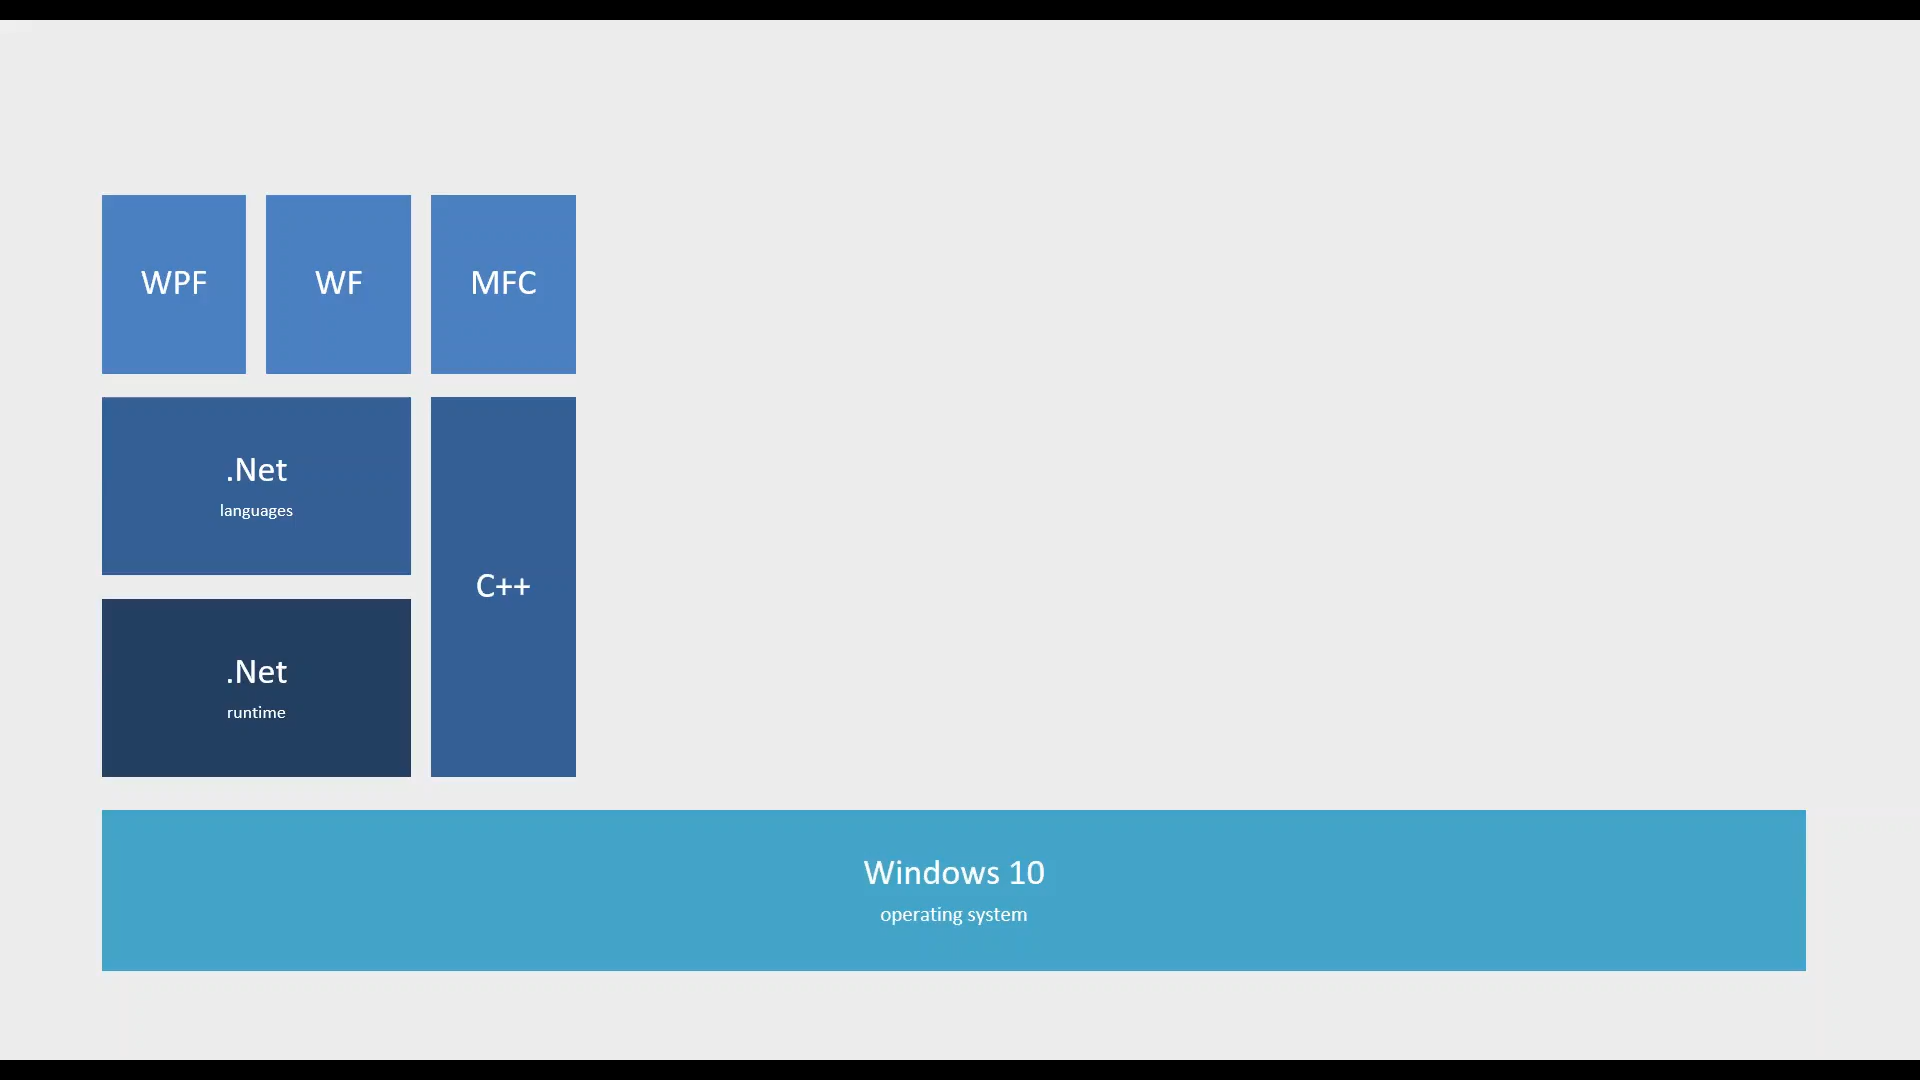 WPF
WF
MFC
.Net
languages
C++
.Net
runtime
Windows 10
operating system